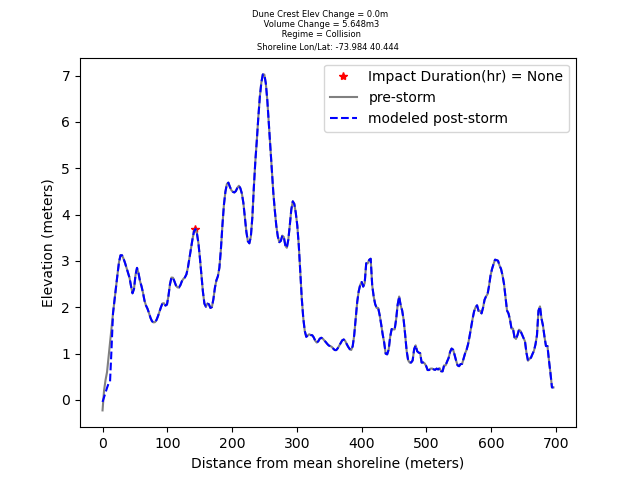 Dune Crest Elev Change = 0.0m
Volume Change = 5.648m3
Regime = Collision
Shoreline Lon/Lat: -73.984 40.444
Impact Duration(hr) = None
pre-storm
modeled post-storm
7
6
5
4
3
2
1
0
Elevation (meters)
0 100 200 300 400 500 600 700
Distance from mean shoreline (meters)